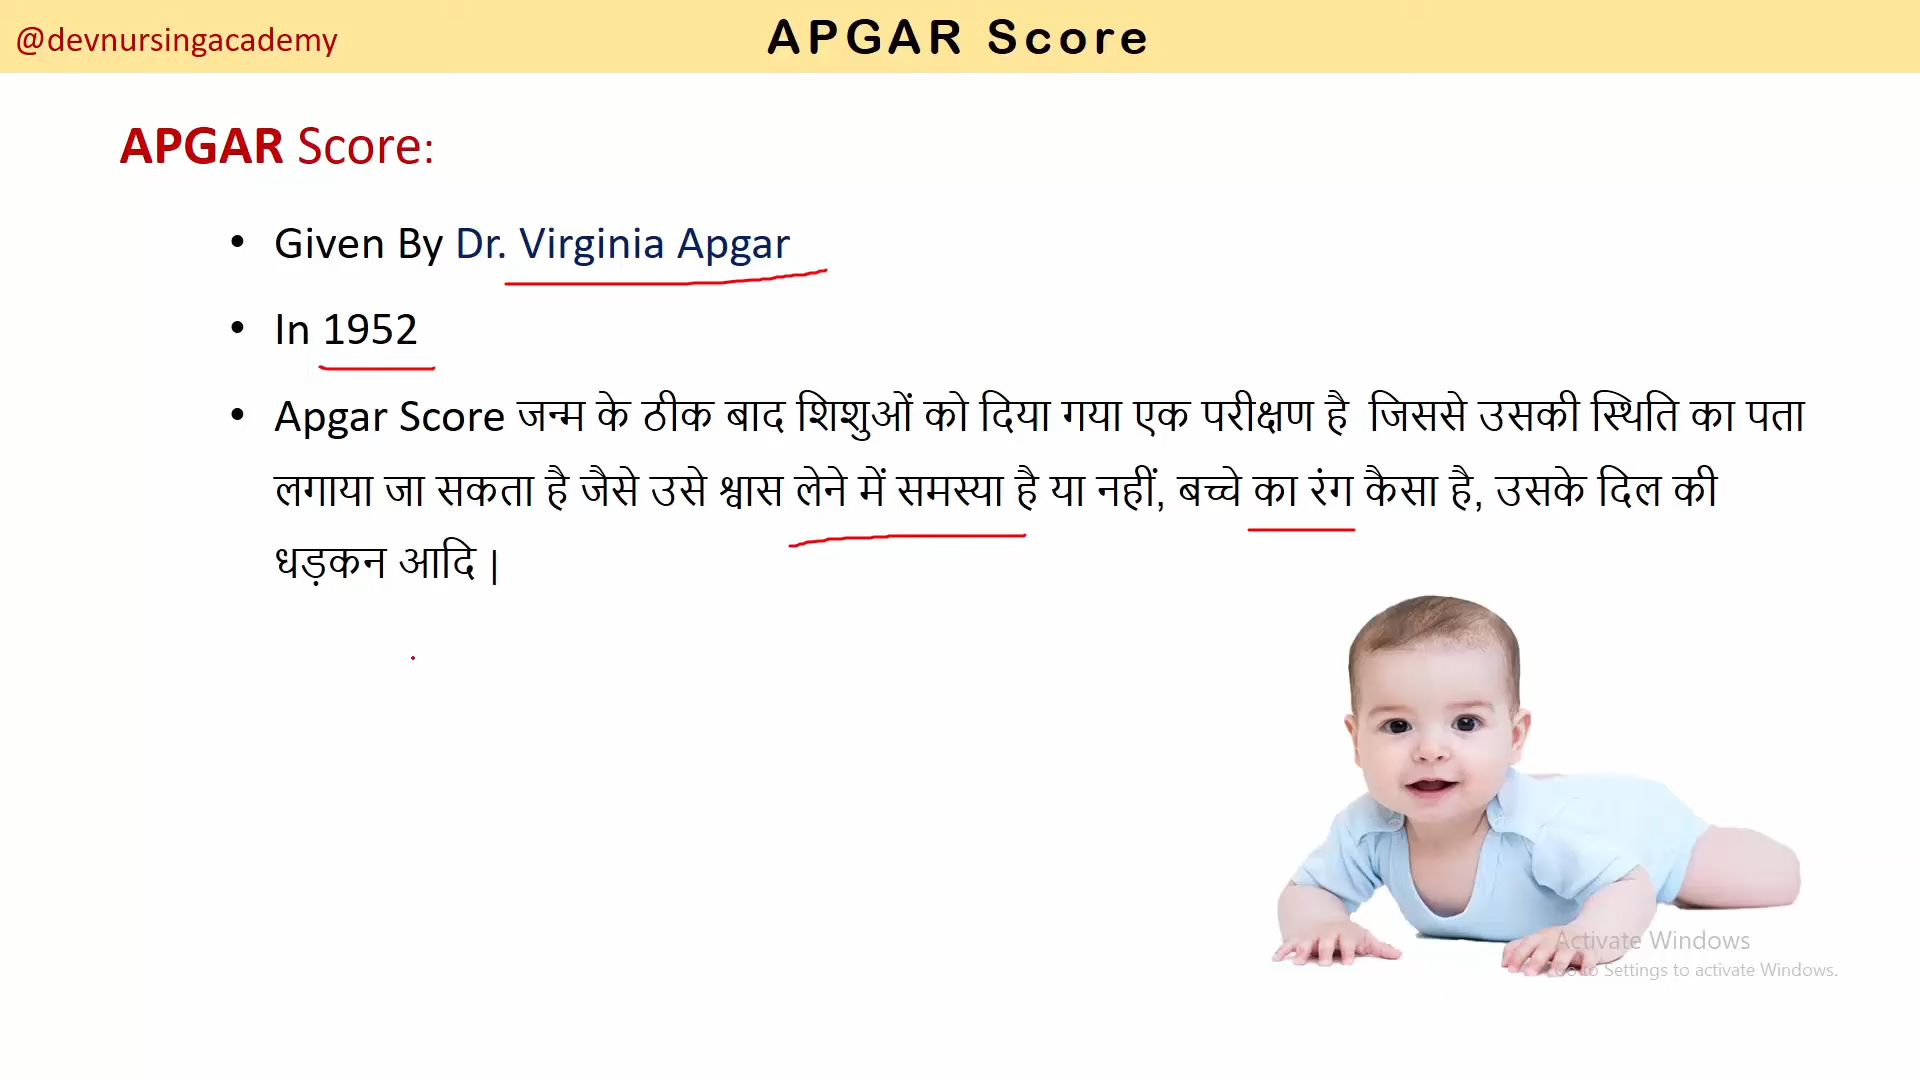 @devnursingacademy
APGAR Score
APGAR Score:
• Given By Dr. Virginia Apgar
• In 1952
• Apgar Score जन्म के ठीक बाद शिशुओं को दिया गया एक परीक्षण है जिससे उसकी स्थिति का पता
लगाया जा सकता है जैसे उसे श्वास लेने में समस्या है या नहीं, बच्चे का रंग कैसा है, उसके दिल की
धड़कन आदि |
Activate Windows
Go to Settings to activate Windows.